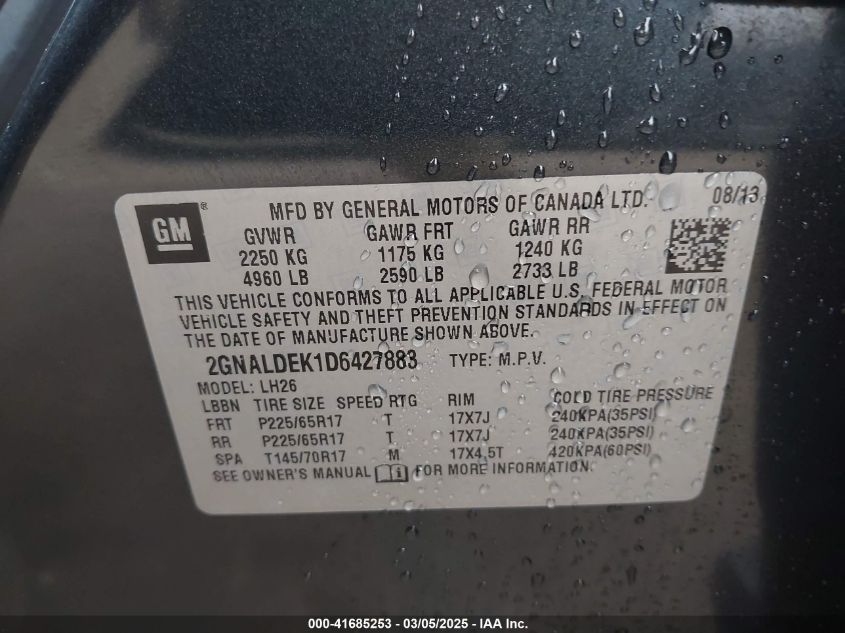 GM®
MFD BY GENERAL MOTORS OF CANADA LTD. 08/13
GVWR GAWR FRT GAWR RR
2250 KG 1175 KG 1240 KG
4960 LB 2590 LB 2733 LB
THIS VEHICLE CONFORMS TO ALL APPLICABLE U.S. FEDERAL MOTOR
VEHICLE SAFETY AND THEFT PREVENTION STANDARDS IN EFFECT ON
THE DATE OF MANUFACTURE SHOWN ABOVE.
2GNALDEK1D6427883 TYPE: M.P.V.
MODEL: LH26
LBBN TIRE SIZE SPEED RTG RIM COLD TIRE PRESSURE
FRT P225/65R17 T 17X7J 240KPA(35PSI)
RR P225/65R17 T 17X7J 240KPA(35PSI)
SPA T145/70R17 M 17X4.5T 420KPA(60PSI)
SEE OWNER'S MANUAL FOR MORE INFORMATION.
000-41685253 - 03/05/2025 - IAAI Inc.